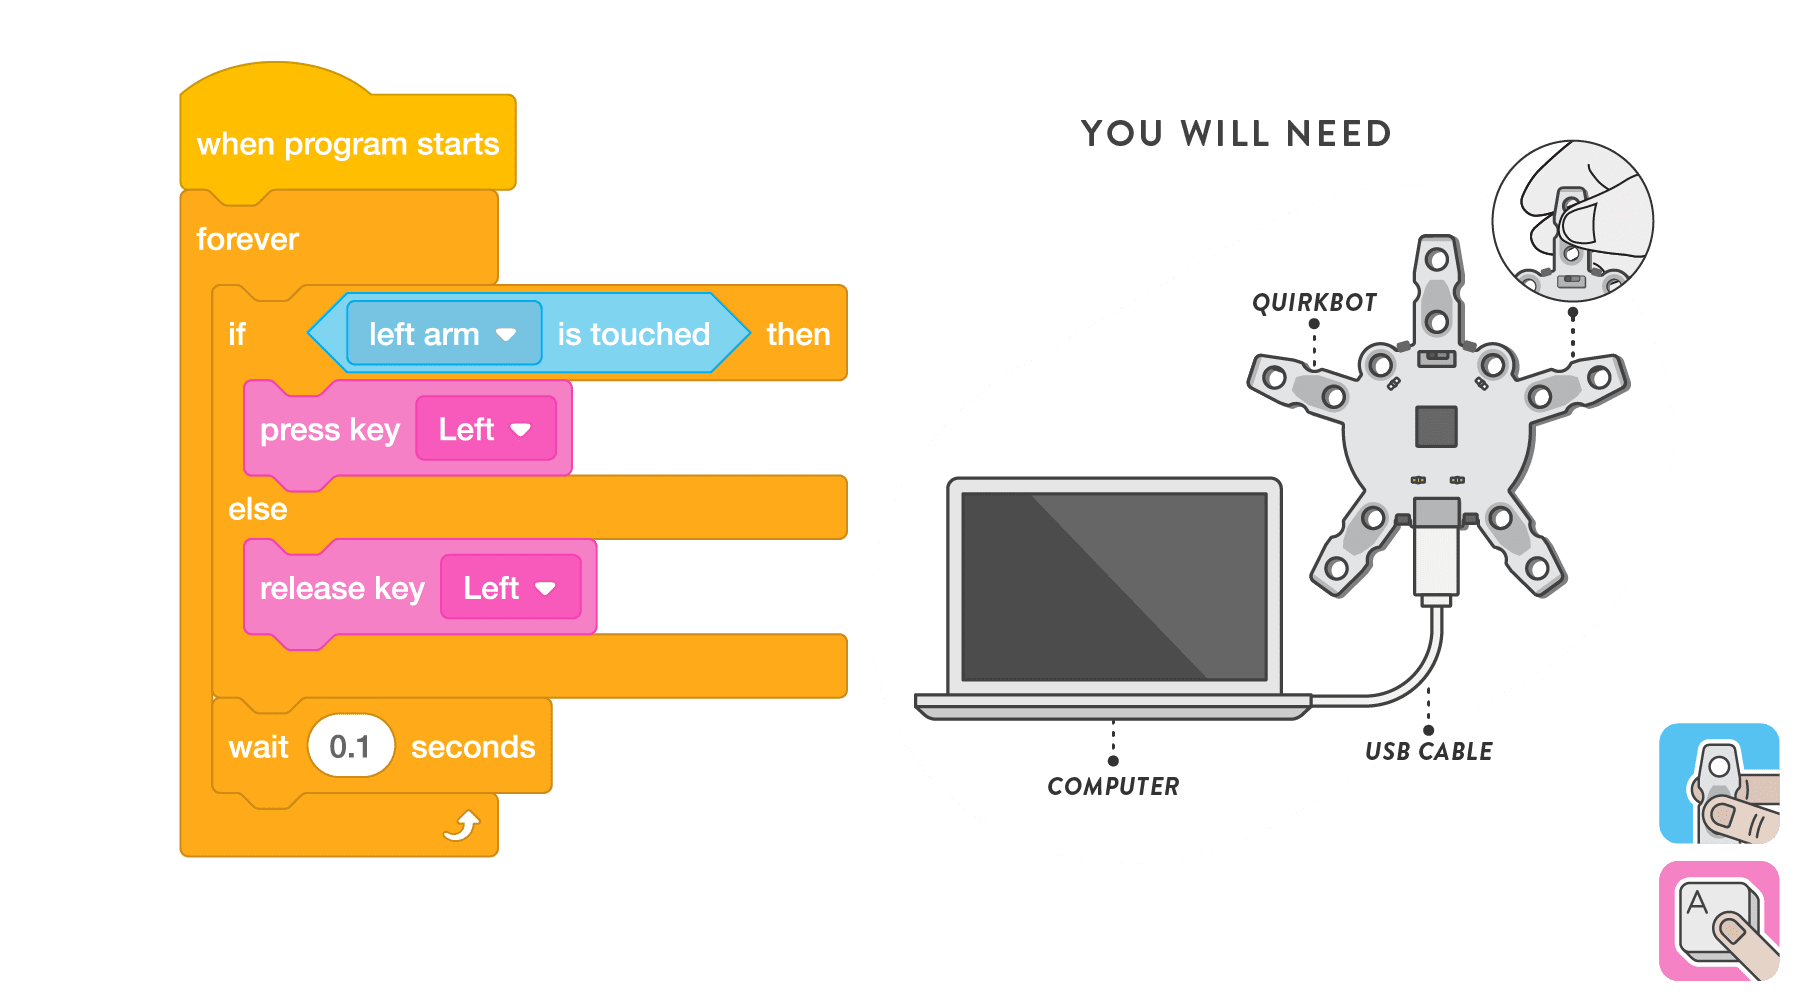 when program starts
forever
if left arm is touched then
press key Left
else
release key Left
wait 0.1 seconds
YOU WILL NEED
QUIRKBOT
USB CABLE
COMPUTER
A